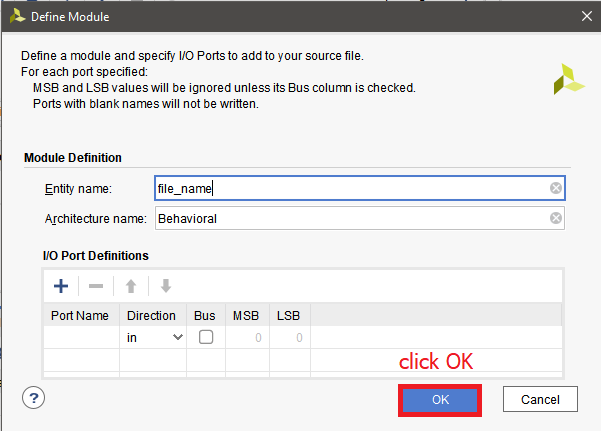 Define Module
Define a module and specify I/O Ports to add to your source file.
For each port specified:
MSB and LSB values will be ignored unless its Bus column is checked.
Ports with blank names will not be written.
Module Definition
Entity name: file_name
Architecture name: Behavioral
I/O Port Definitions
Port Name Direction Bus MSB LSB
in 0 0
click OK
? OK Cancel